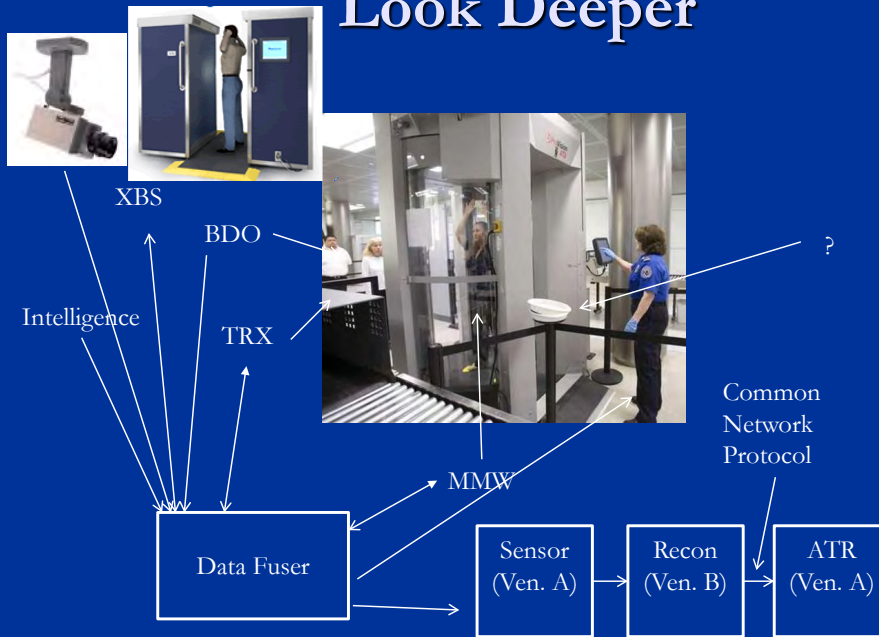 Look Deeper
XBS
BDO
?
Intelligence
TRX
Common
Network
Protocol
MMW
Data Fuser
Sensor
(Ven. A)
Recon
(Ven. B)
ATR
(Ven. A)